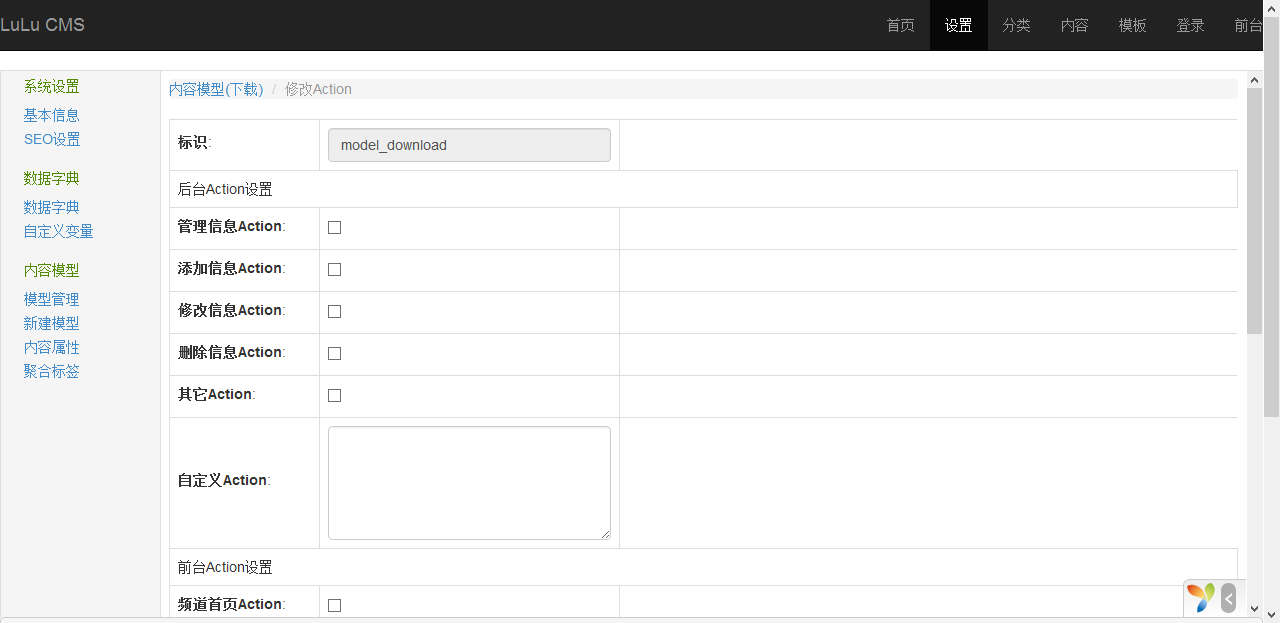 LuLu CMS
首页 设置 分类 内容 模板 登录 前台
系统设置
基本信息
SEO设置
数据字典
数据字典
自定义变量
内容模型
模型管理
新建模型
内容属性
聚合标签
内容模型(下载) / 修改Action
标识: model_download
后台Action设置
管理信息Action:
添加信息Action:
修改信息Action:
删除信息Action:
其它Action:
自定义Action:
前台Action设置
频道首页Action: